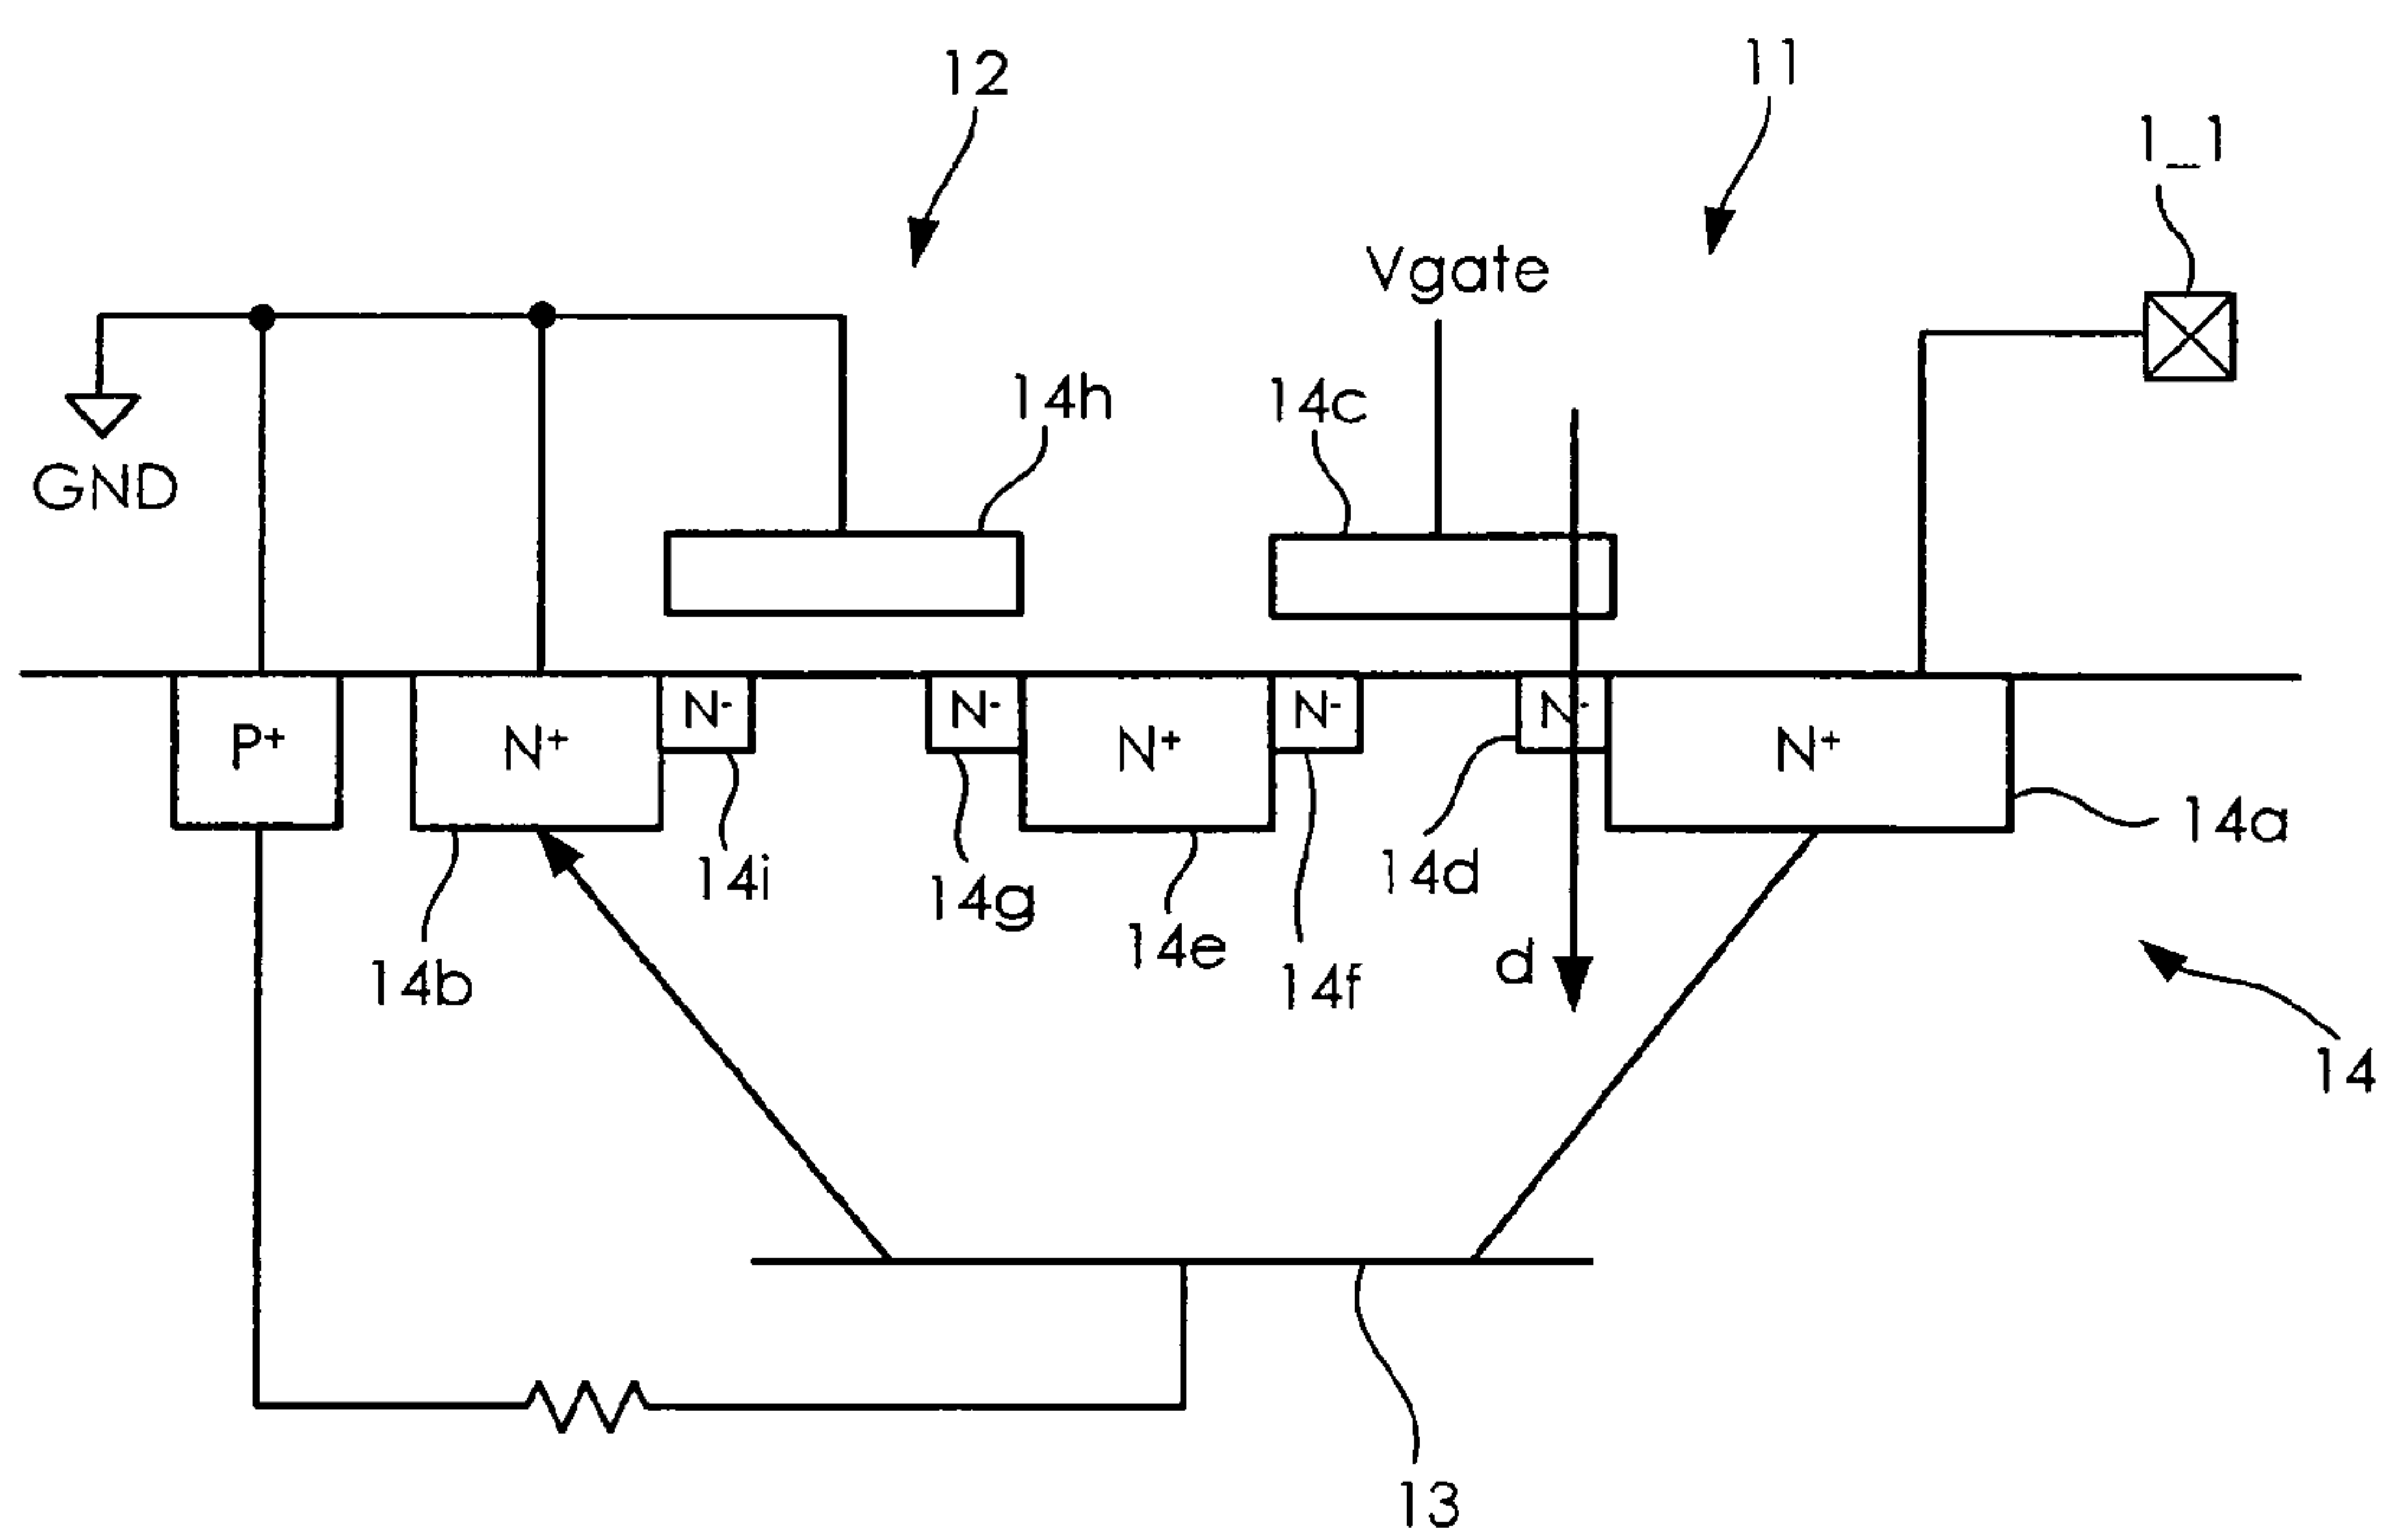 12
11
1_1
Vgate
14h
14c
GND
P+
N+
N-
N-
N+
N-
N-
N+
14a
14i
14g
14d
14e
14b
14f
d
14
13